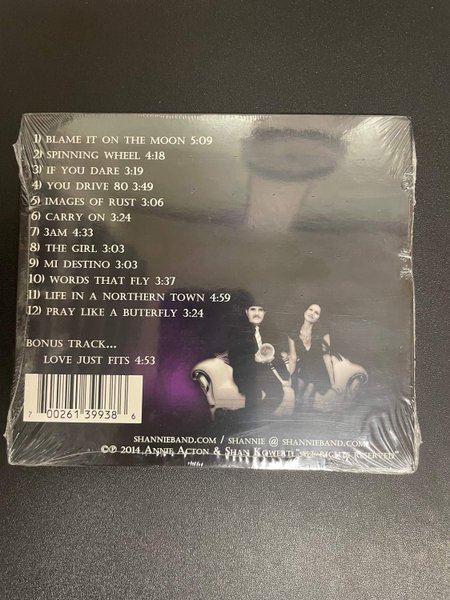 1) BLAME IT ON THE MOON 5:09
2) SPINNING WHEEL 4:18
3) IF YOU DARE 3:19
4) YOU DRIVE 80 3:49
5) IMAGES OF RUST 3:06
6) CARRY ON 3:24
7) 3AM 4:33
8) THE GIRL 3:03
9) MI DESTINO 3:03
10) WORDS THAT FLY 3:37
11) LIFE IN A NORTHERN TOWN 4:59
12) PRAY LIKE A BUTERFLY 3:24
BONUS TRACK...
LOVE JUST FITS 4:53
7 00261 39938 6
SHANNIEBAND.COM / SHANNIE @ SHANNIEBAND.COM
©℗ 2014 ANNIE ACTON & SHAN KOWERT RIGHTS RESERVED